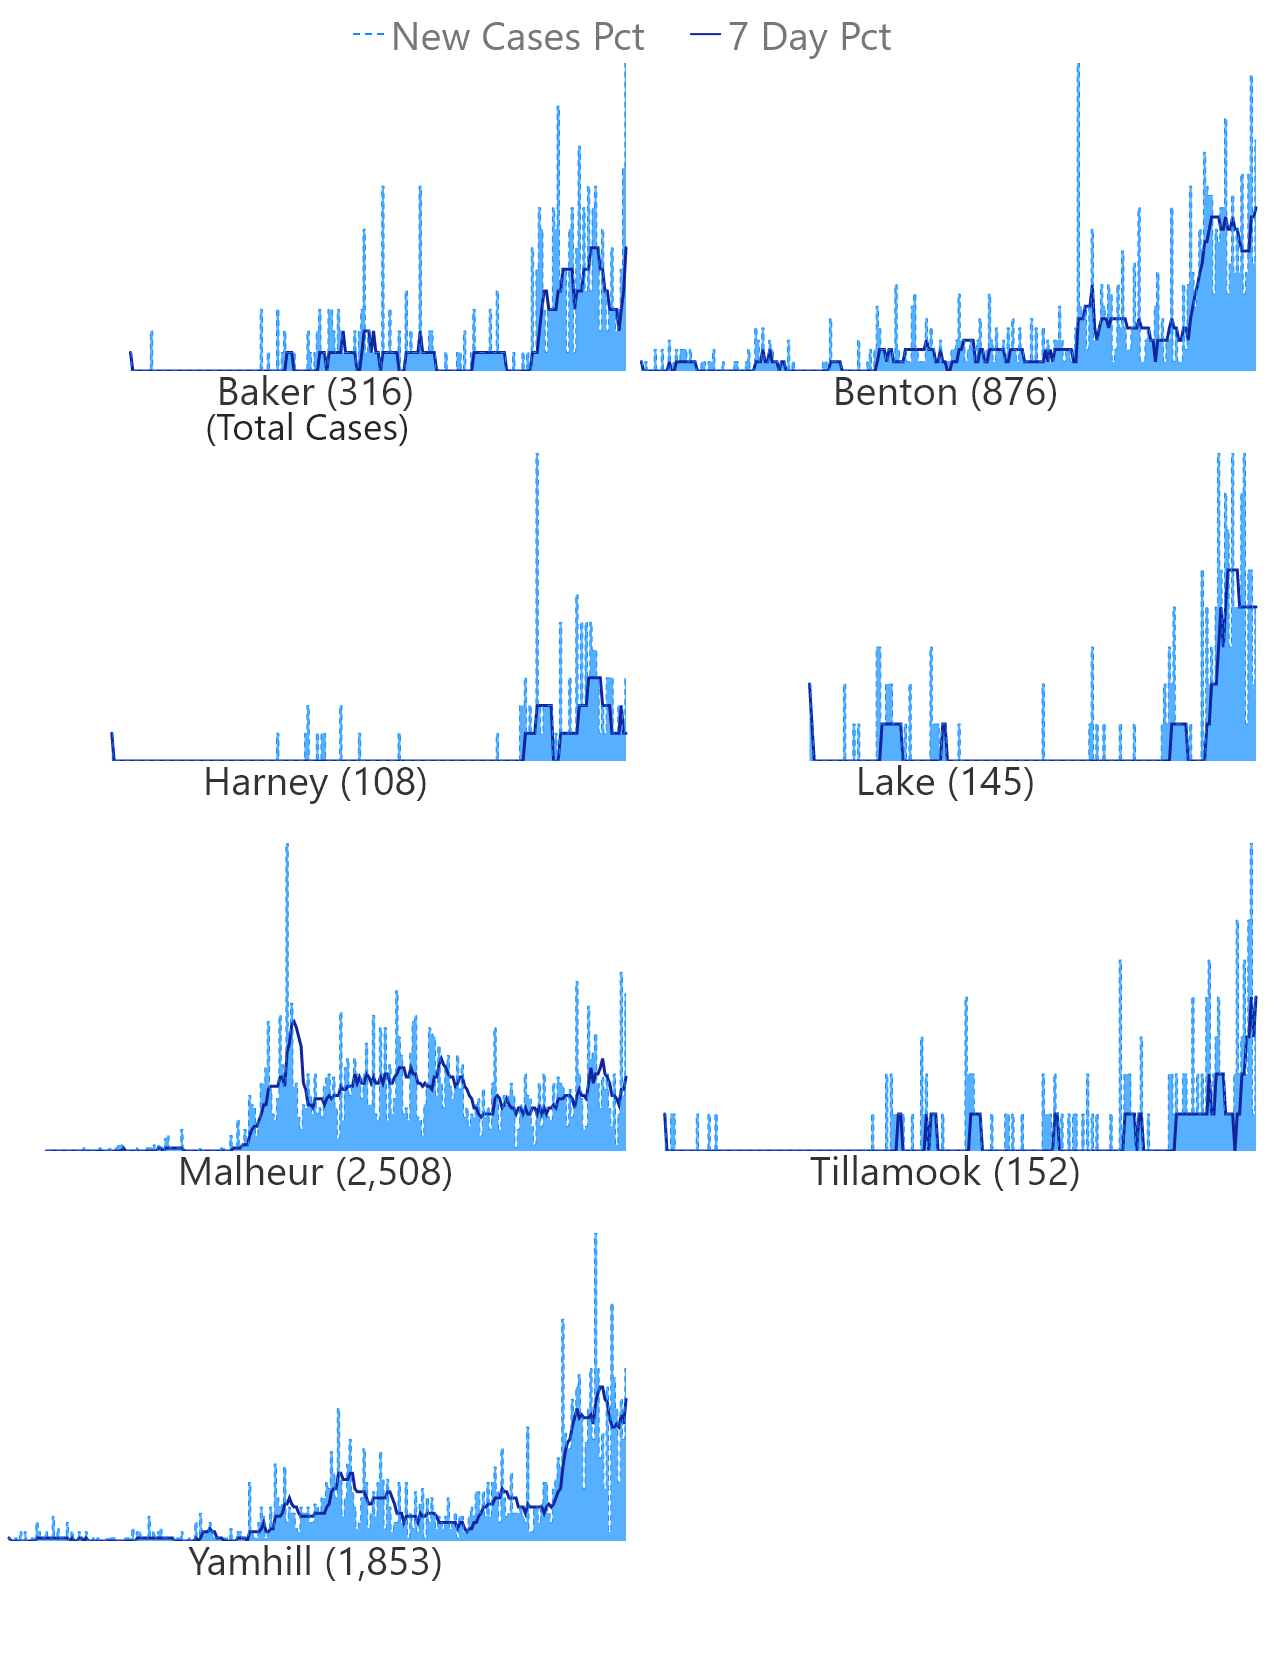 New Cases Pct 7 Day Pct
Baker (316) Benton (876)
(Total Cases)
Harney (108) Lake (145)
Malheur (2,508) Tillamook (152)
Yamhill (1,853)